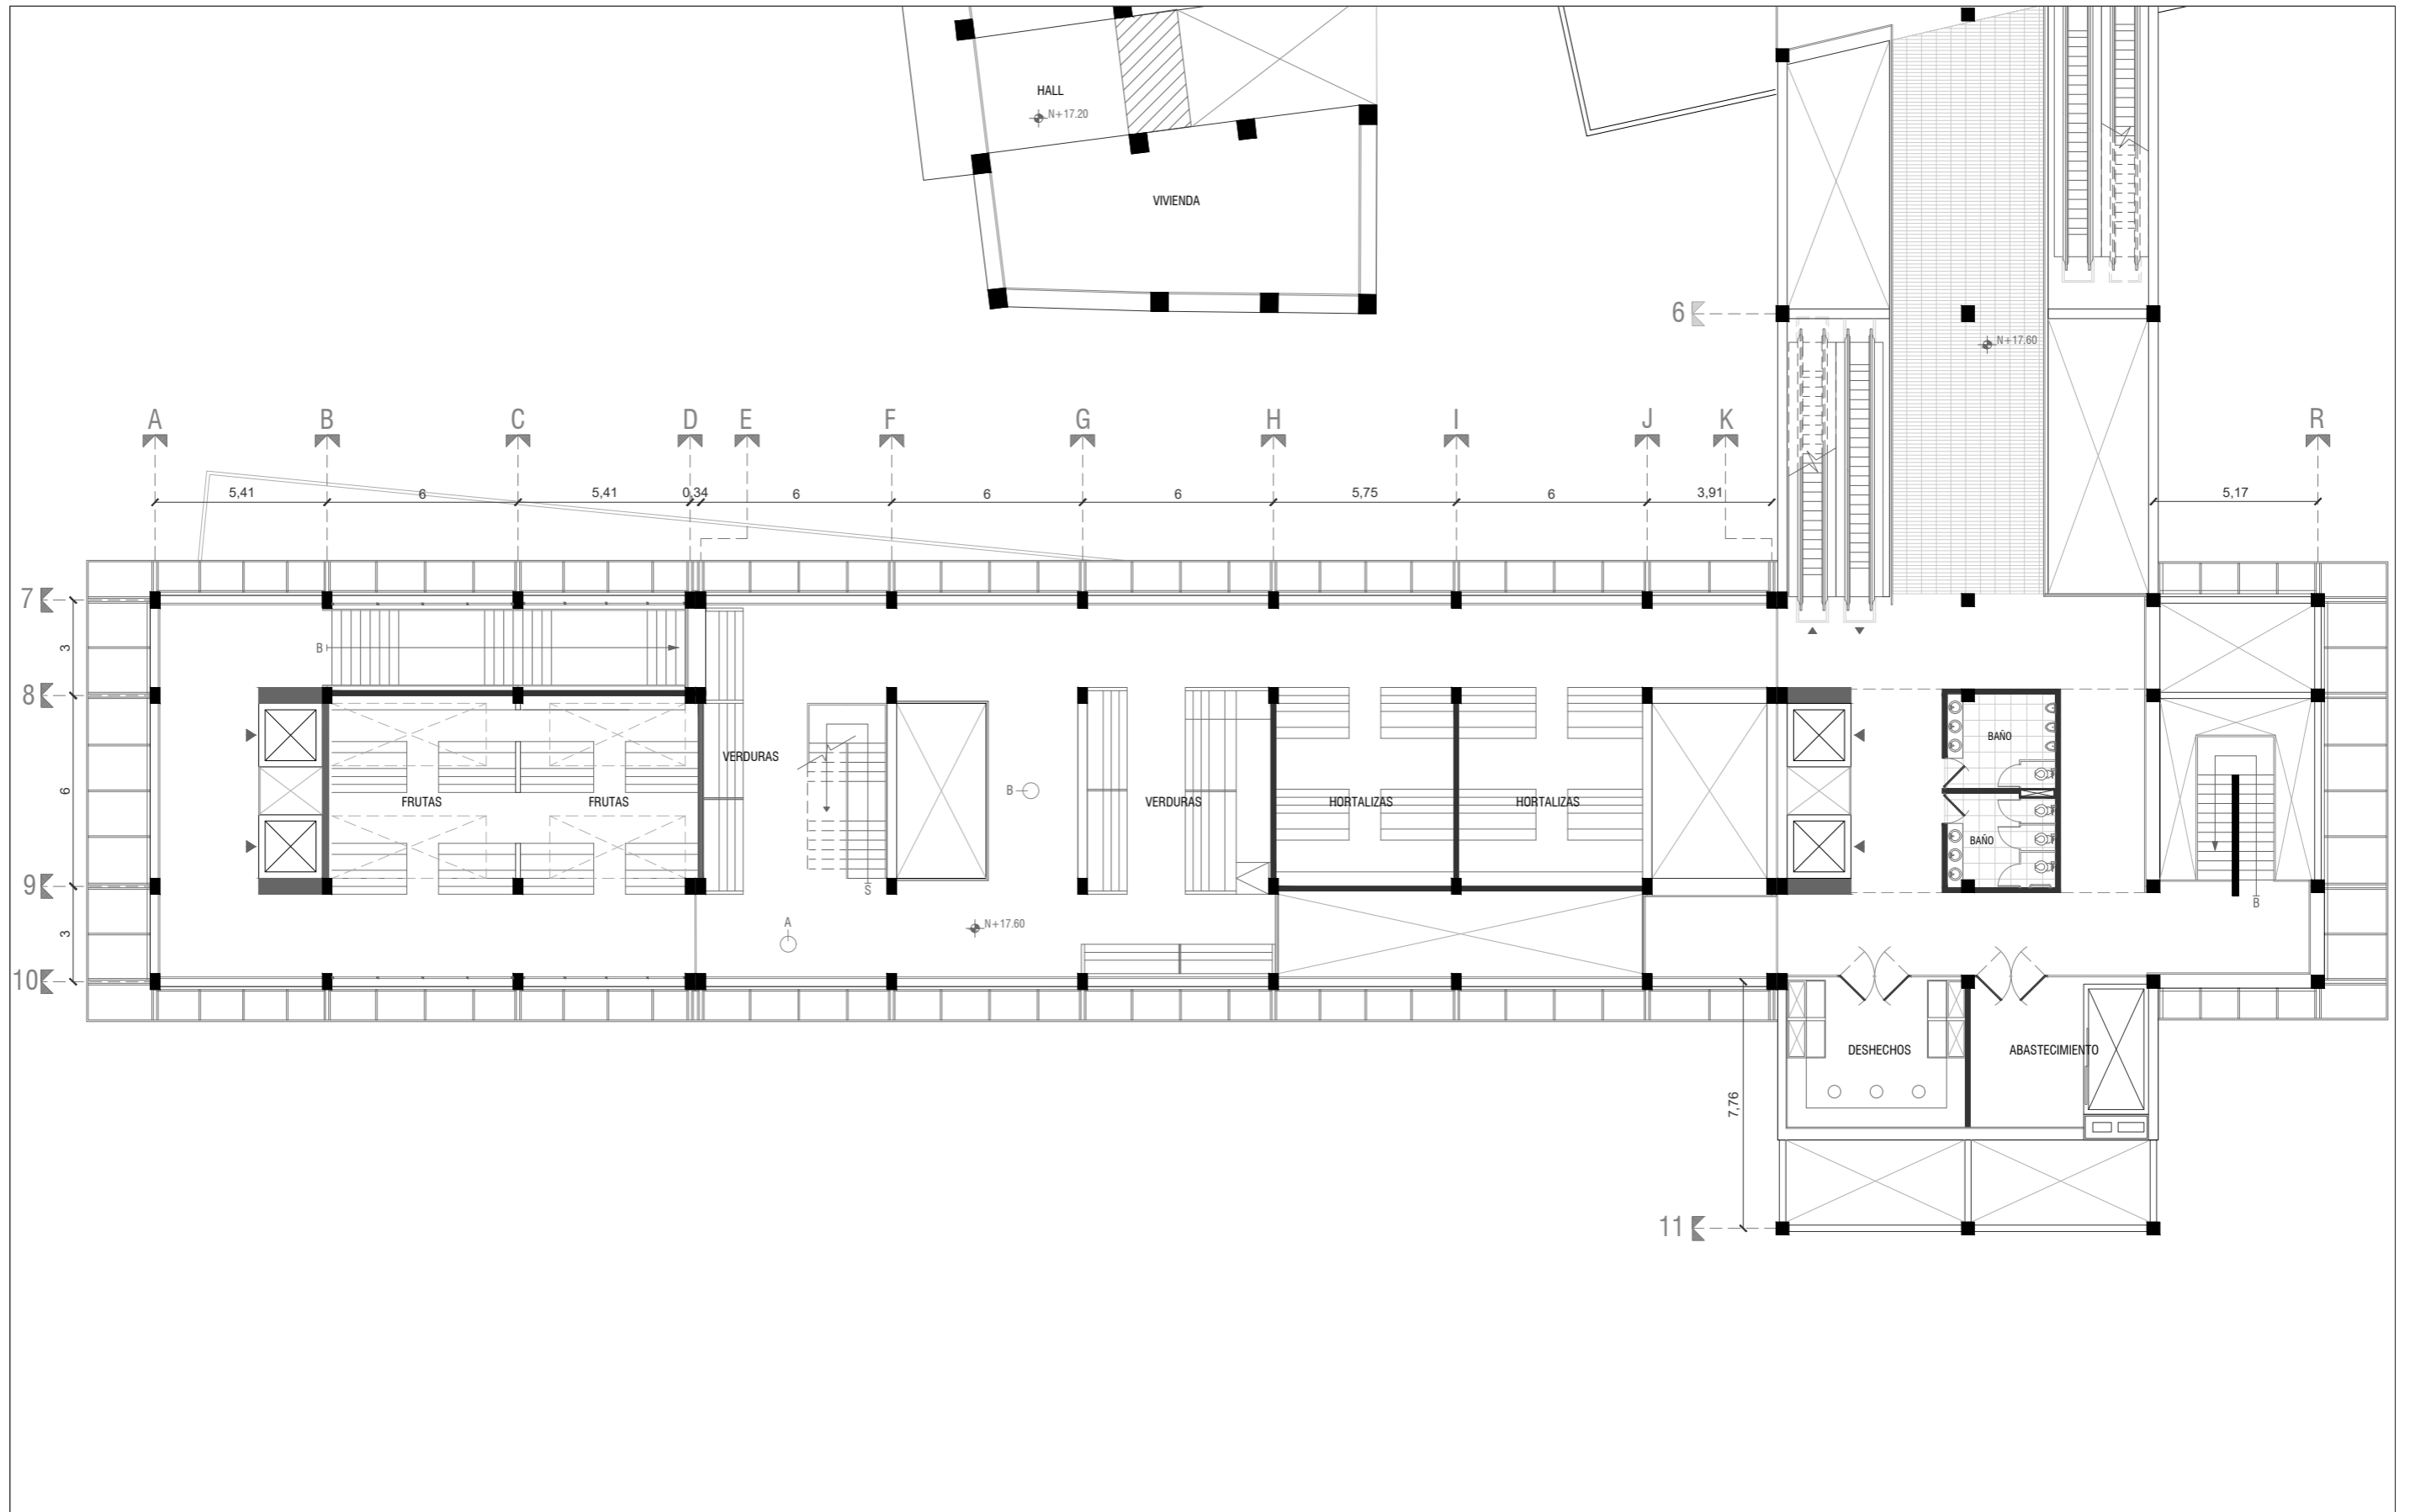 HALL
N+17.20
VIVIENDA
6
N+17.60
A B C D E F G H I J K R
5,41 6 5,41 0,34 6 6 6 5,75 6 3,91 5,17
7
3
B
8
VERDURAS
BAÑO
6
B
FRUTAS FRUTAS VERDURAS HORTALIZAS HORTALIZAS
BAÑO
9
S
B
3
A
N+17.60
10
DESHECHOS ABASTECIMIENTO
7,76
11